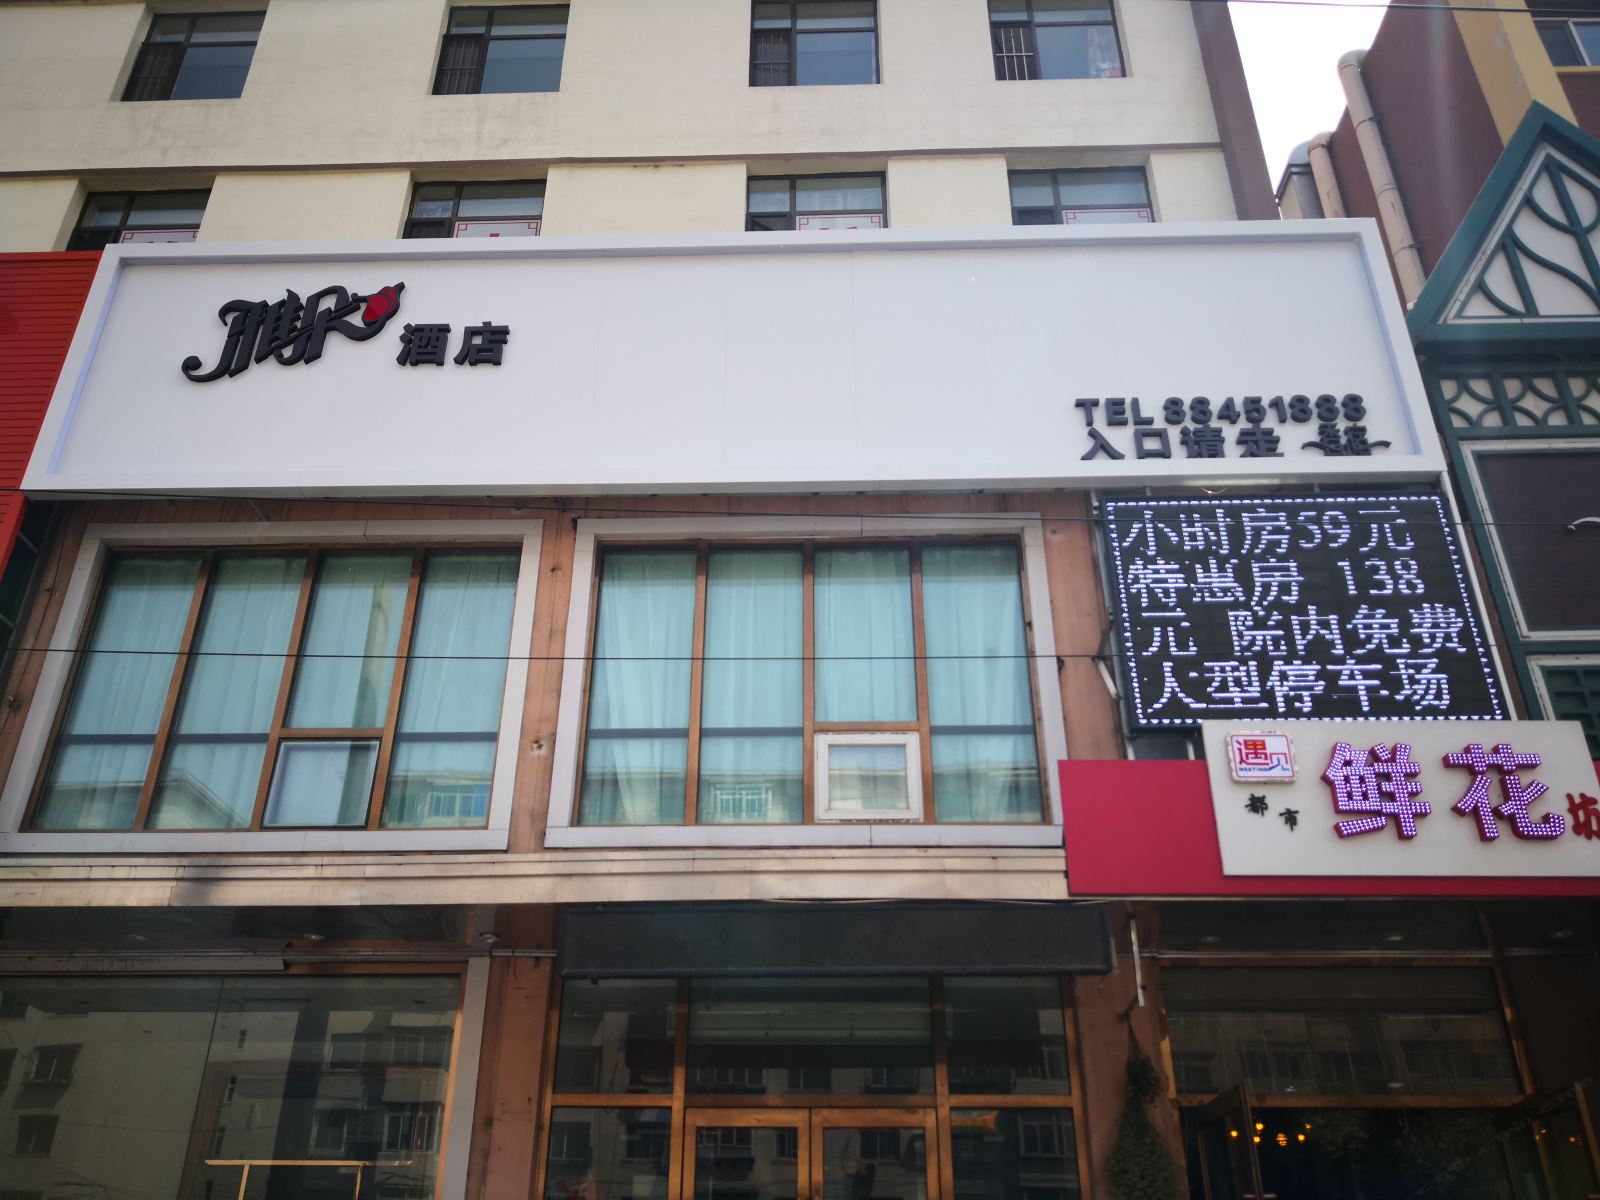 雅乐酒店
TEL 88451888
入口请走
小时房59元
特惠房 138
元 院内免费
大型停车场
遇见
都市
鲜花坊